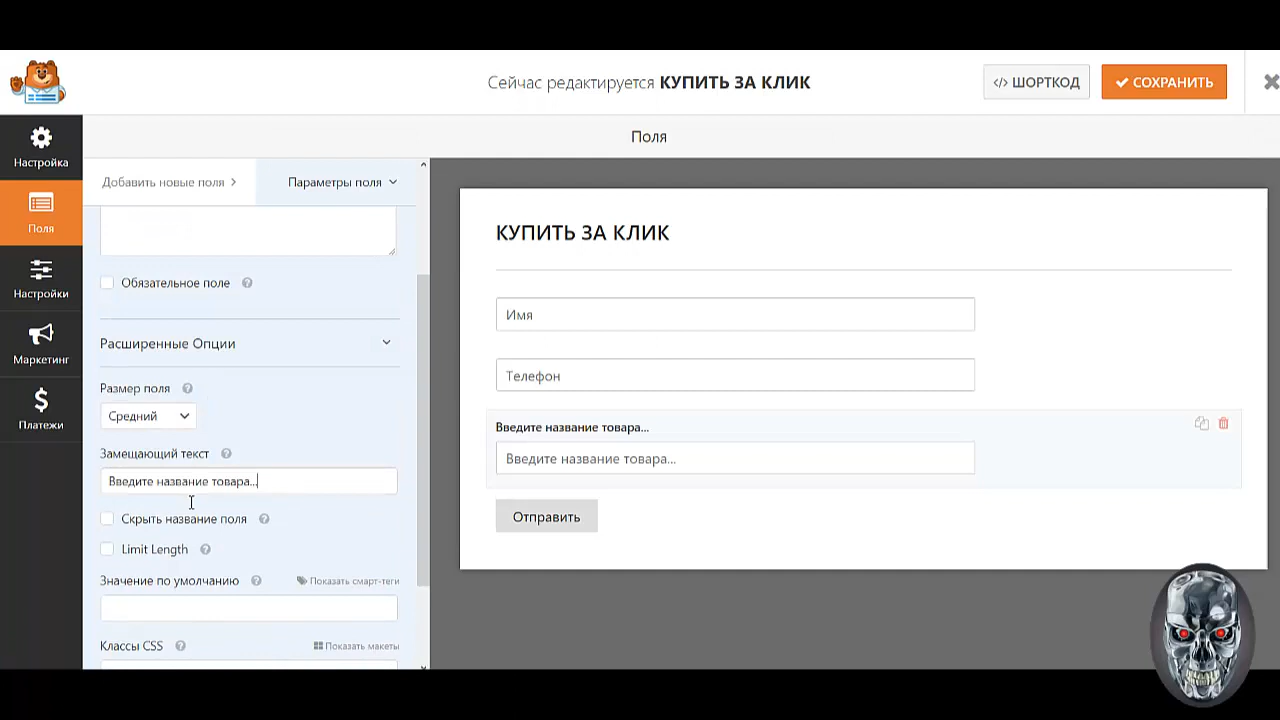 Сейчас редактируется КУПИТЬ ЗА КЛИК
</> ШОРТКОД
СОХРАНИТЬ
Настройка
Поля
Настройки
Маркетинг
Платежи
Поля
Добавить новые поля
Параметры поля
Обязательное поле
Расширенные Опции
Размер поля
Средний
Замещающий текст
Введите название товара...
Скрыть название поля
Limit Length
Значение по умолчанию
Показать смарт-теги
Классы CSS
Показать макеты
КУПИТЬ ЗА КЛИК
Имя
Телефон
Введите название товара...
Введите название товара...
Отправить